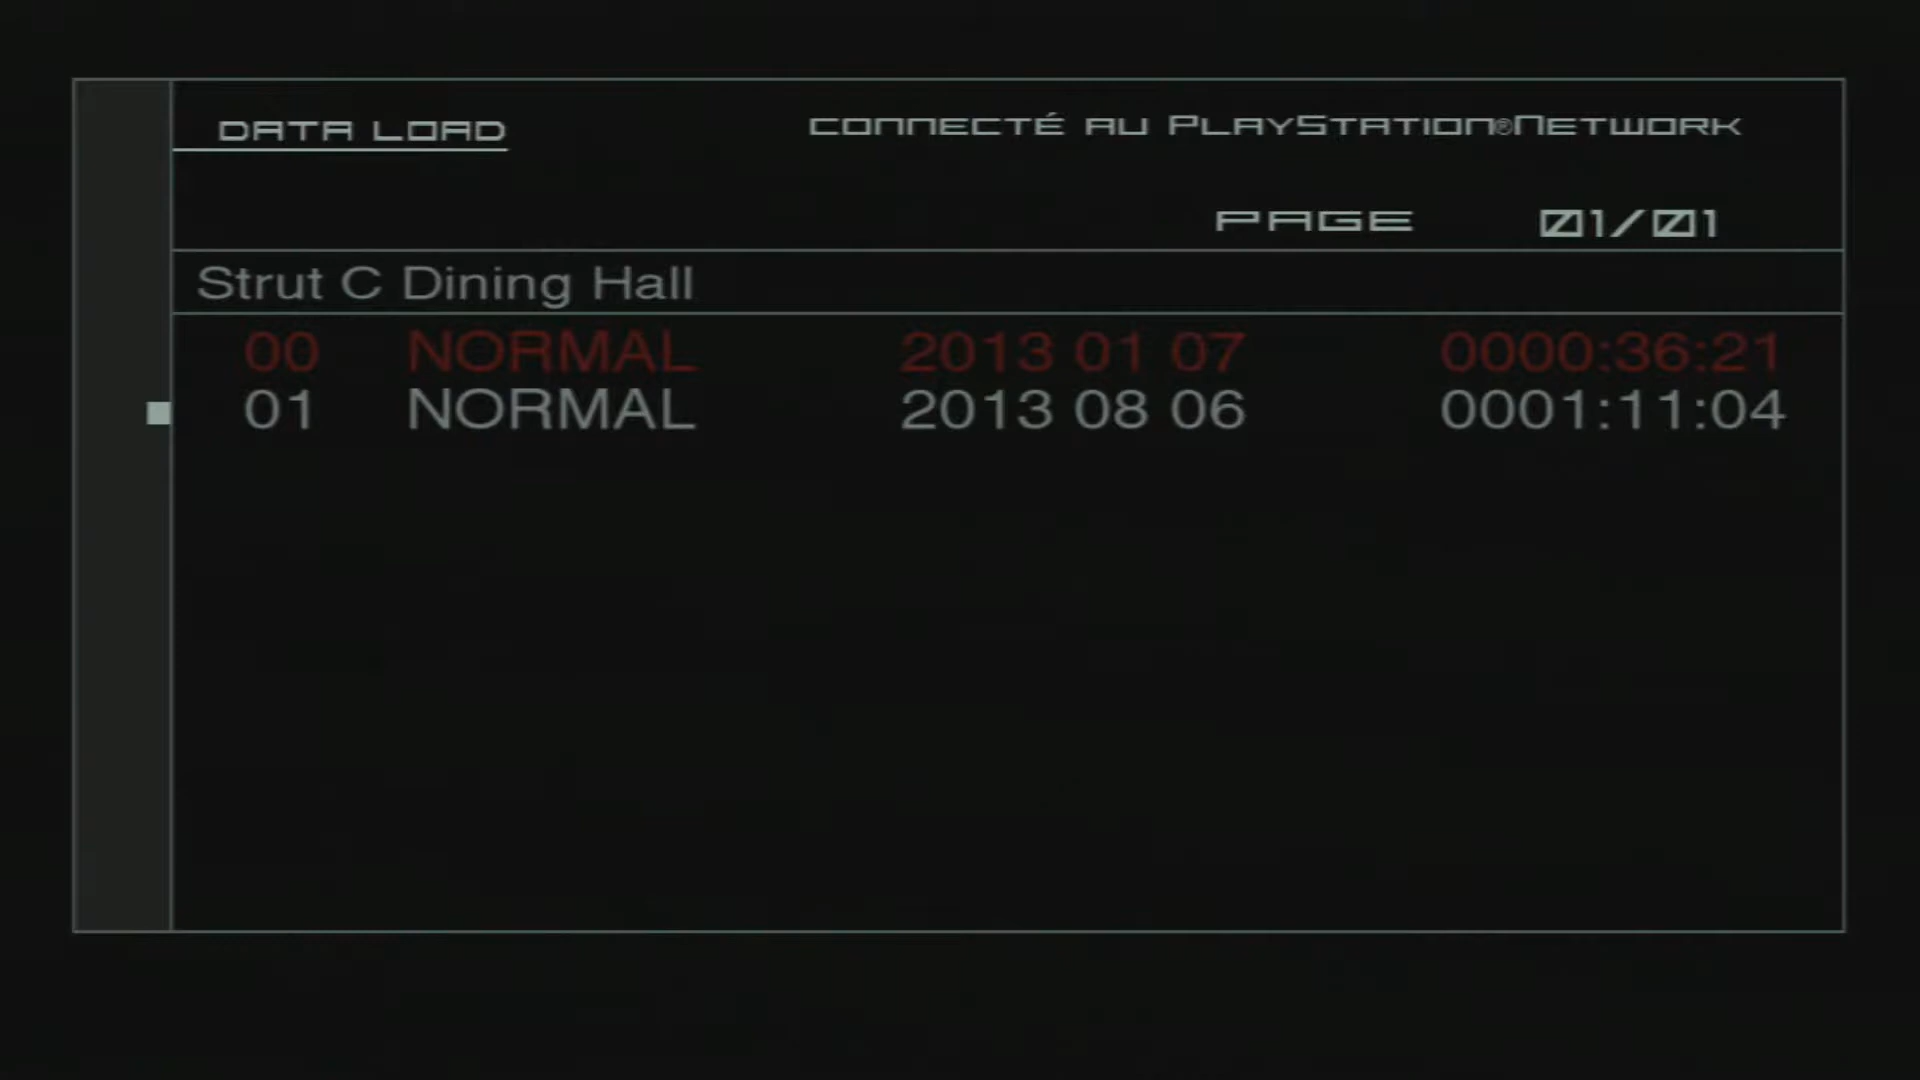 DATA LOAD
CONNECTÉ AU PLAYSTATION®NETWORK
PAGE 01/01
Strut C Dining Hall
00 NORMAL 2013 01 07 0000:36:21
01 NORMAL 2013 08 06 0001:11:04